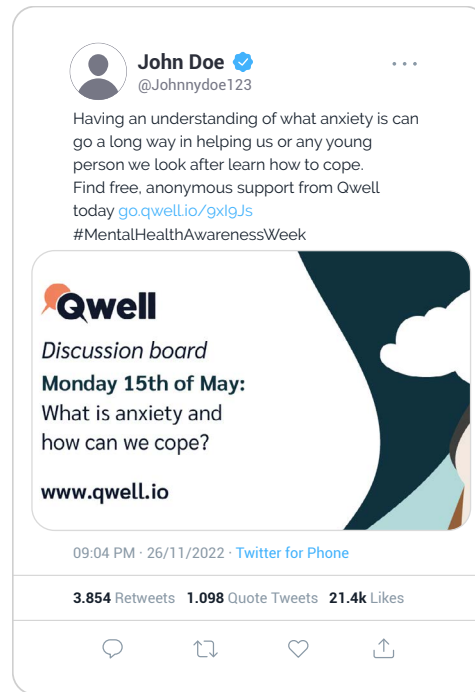 John Doe
@Johnnydoe123
Having an understanding of what anxiety is can
go a long way in helping us or any young
person we look after learn how to cope.
Find free, anonymous support from Qwell
today go.qwell.io/9xI9Js
#MentalHealthAwarenessWeek
Qwell
Discussion board
Monday 15th of May:
What is anxiety and
how can we cope?
www.qwell.io
09:04 PM · 26/11/2022 · Twitter for Phone
3.854 Retweets 1.098 Quote Tweets 21.4k Likes